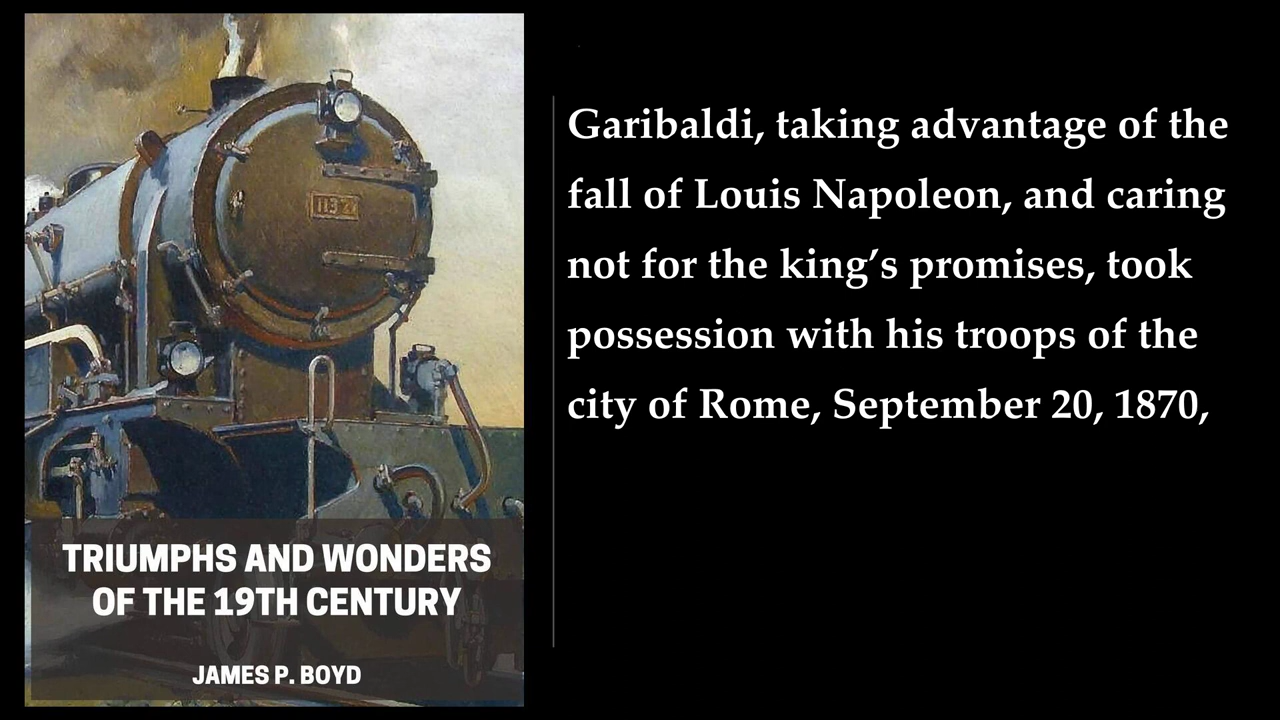 TRIUMPHS AND WONDERS
OF THE 19TH CENTURY
JAMES P. BOYD
Garibaldi, taking advantage of the
fall of Louis Napoleon, and caring
not for the king’s promises, took
possession with his troops of the
city of Rome, September 20, 1870,